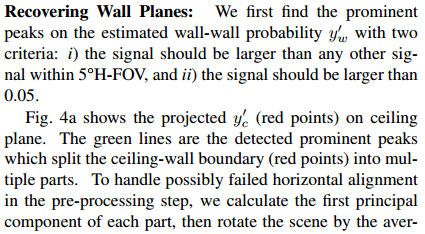 Recovering Wall Planes: We first find the prominent
peaks on the estimated wall-wall probability y′w with two
criteria: i) the signal should be larger than any other sig-
nal within 5°H-FOV, and ii) the signal should be larger than
0.05.
Fig. 4a shows the projected y′c (red points) on ceiling
plane. The green lines are the detected prominent peaks
which split the ceiling-wall boundary (red points) into mul-
tiple parts. To handle possibly failed horizontal alignment
in the pre-processing step, we calculate the first principal
component of each part, then rotate the scene by the aver-